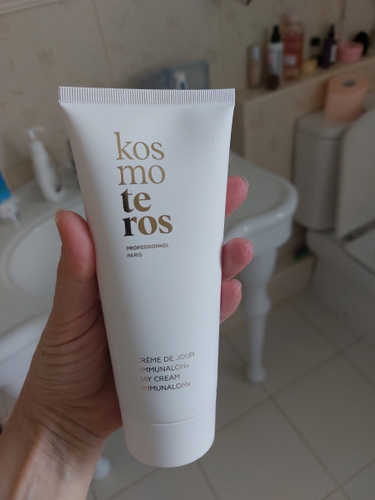 kos
mo
te
ros
PROFESSIONNEL
PARIS
CRÈME DE JOUR
IMMUNALON+
DAY CREAM
IMMUNALON+